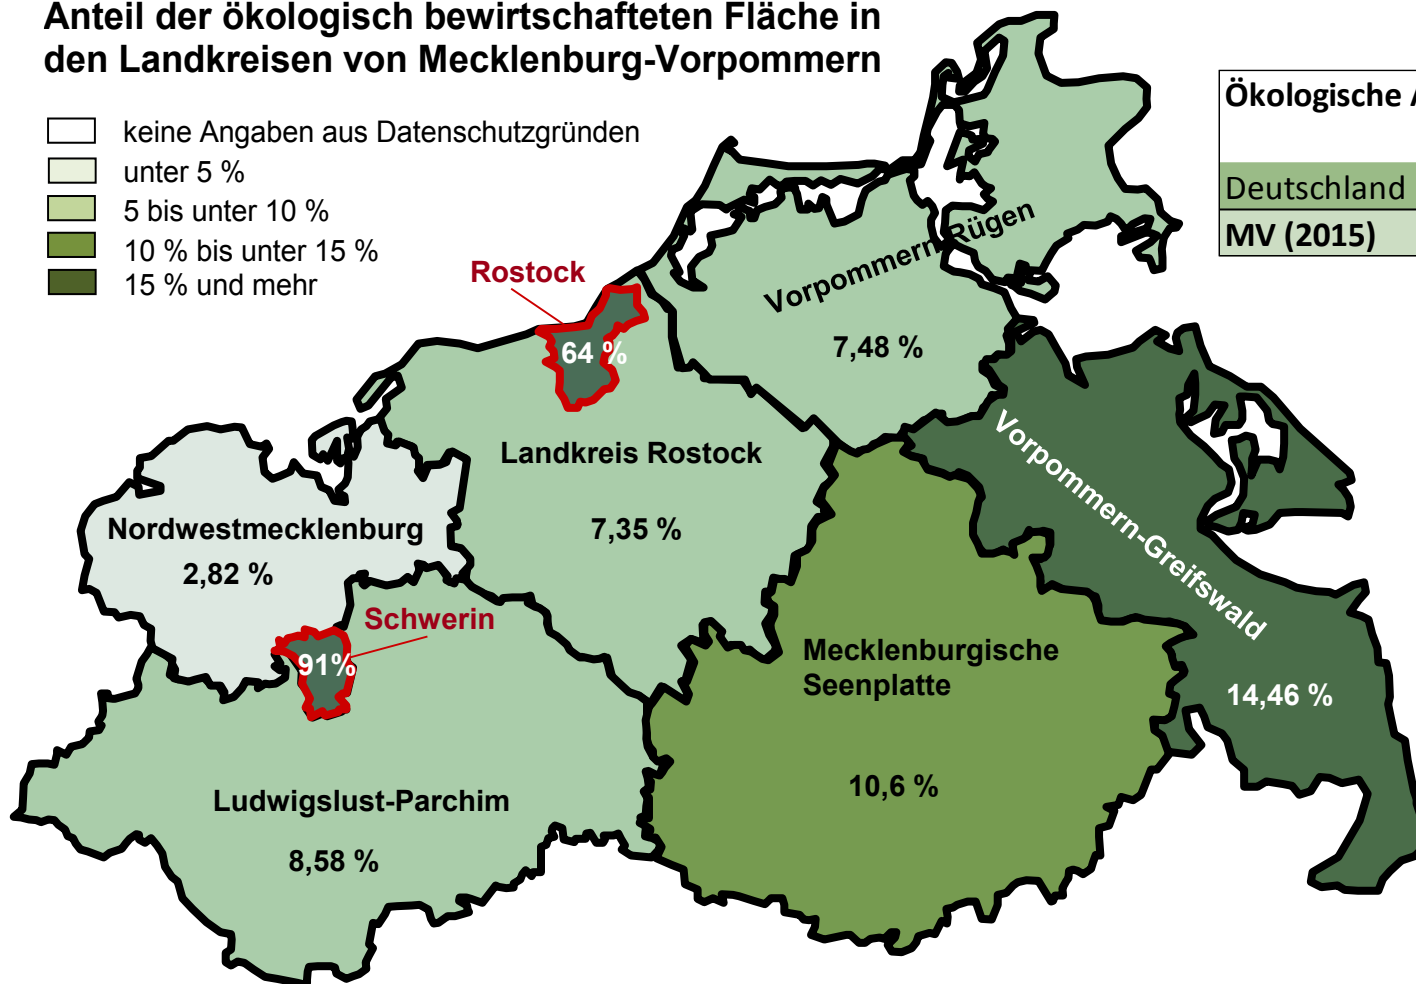 Anteil der ökologisch bewirtschafteten Fläche in
den Landkreisen von Mecklenburg-Vorpommern
keine Angaben aus Datenschutzgründen
unter 5 %
5 bis unter 10 %
10 % bis unter 15 %
15 % und mehr
Ökologische A
Deutschland
MV (2015)
Rostock
64 %
Vorpommern-Rügen
7,48 %
Landkreis Rostock
7,35 %
Nordwestmecklenburg
2,82 %
Schwerin
91%
Vorpommern-Greifswald
14,46 %
Mecklenburgische
Seenplatte
10,6 %
Ludwigslust-Parchim
8,58 %